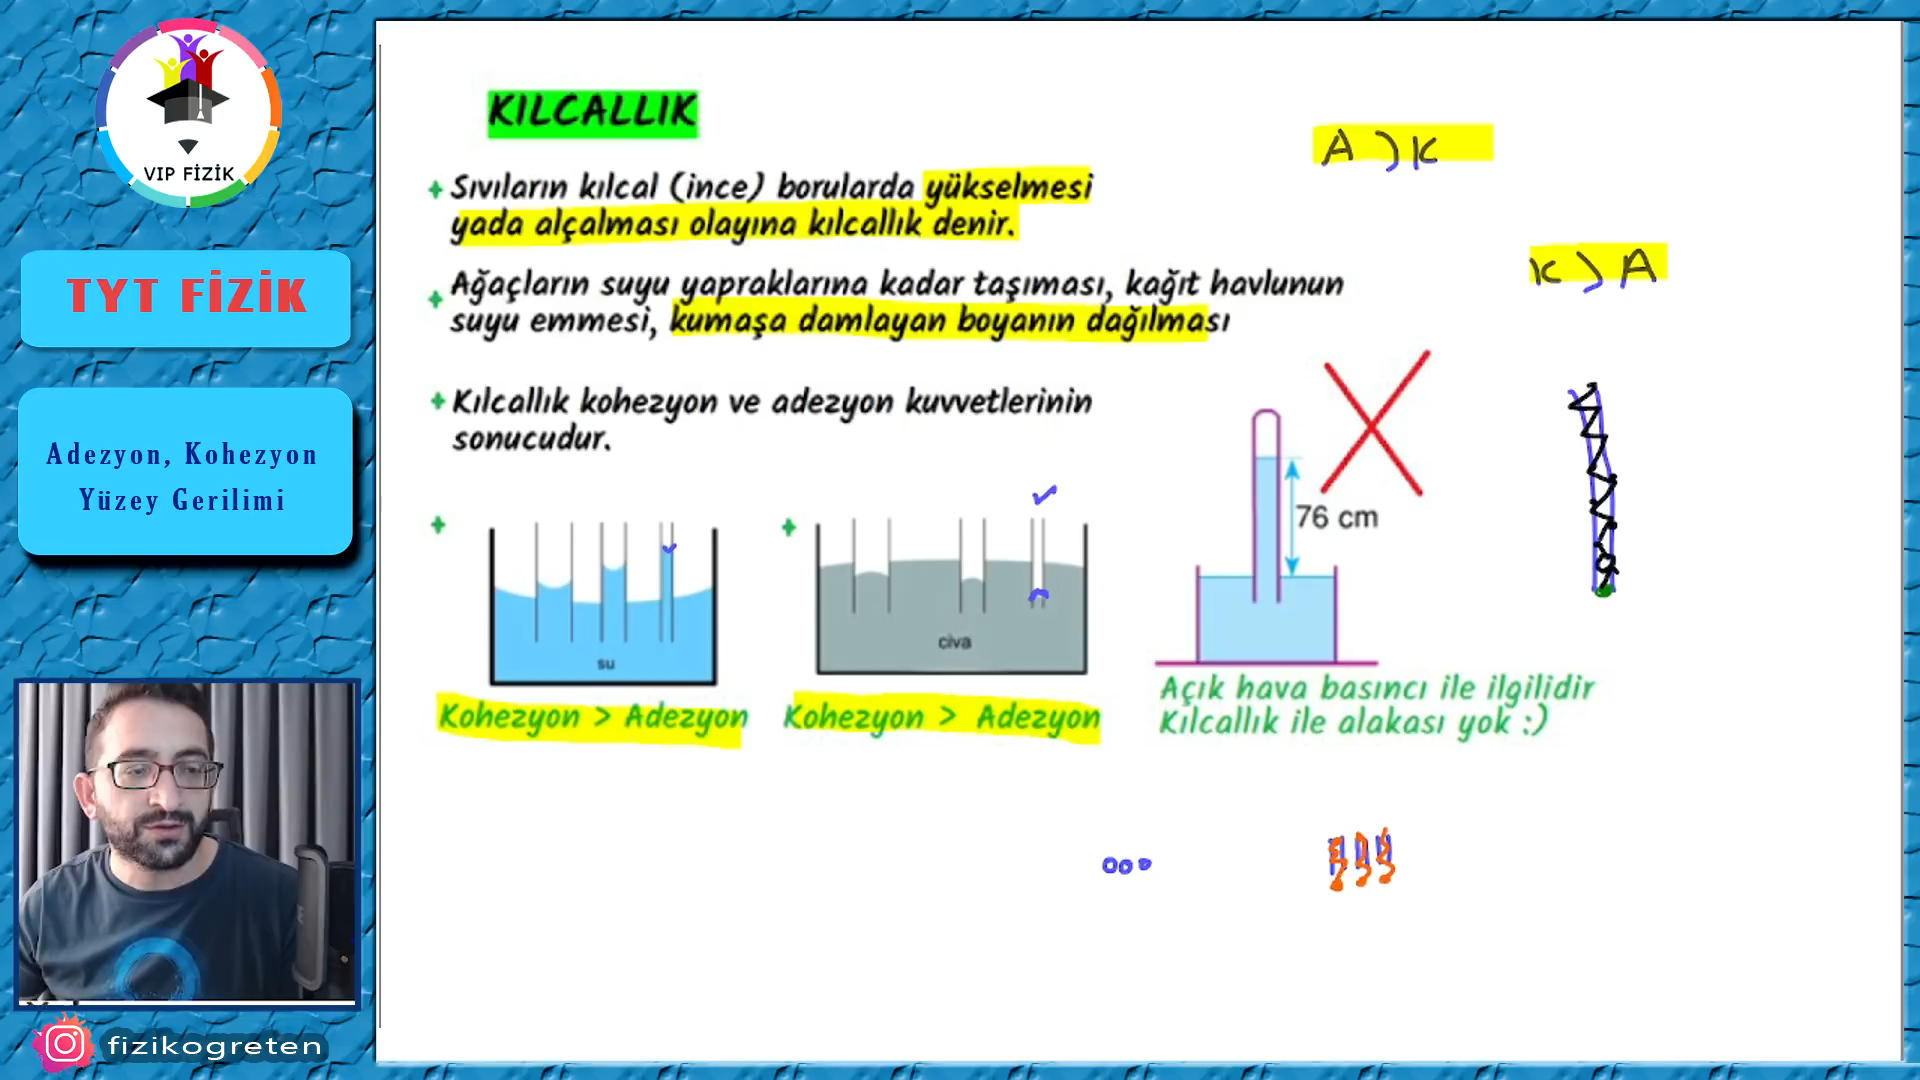 VIP FİZİK
TYT FİZİK
Adezyon, Kohezyon
Yüzey Gerilimi
fizikogreten
KILCALLIK
A > K
+ Sıvıların kılcal (ince) borularda yükselmesi
yada alçalması olayına kılcallık denir.
K > A
+ Ağaçların suyu yapraklarına kadar taşıması, kağıt havlunun
suyu emmesi, kumaşa damlayan boyanın dağılması
+ Kılcallık kohezyon ve adezyon kuvvetlerinin
sonucudur.
+
su
Kohezyon > Adezyon
+
civa
Kohezyon > Adezyon
76 cm
Açık hava basıncı ile ilgilidir
Kılcallık ile alakası yok :)